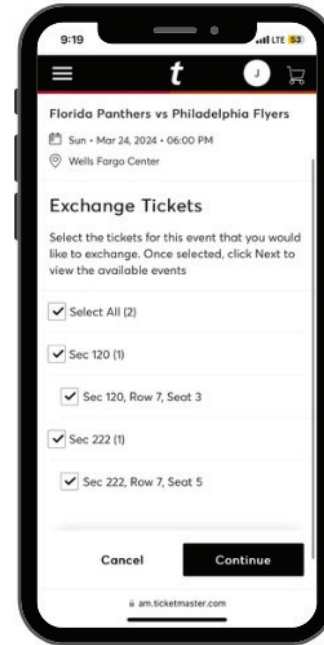 9:19
LTE 53
t
J
Florida Panthers vs Philadelphia Flyers
Sun • Mar 24, 2024 • 06:00 PM
Wells Fargo Center
Exchange Tickets
Select the tickets for this event that you would
like to exchange. Once selected, click Next to
view the available events
Select All (2)
Sec 120 (1)
Sec 120, Row 7, Seat 3
Sec 222 (1)
Sec 222, Row 7, Seat 5
Cancel
Continue
am.ticketmaster.com